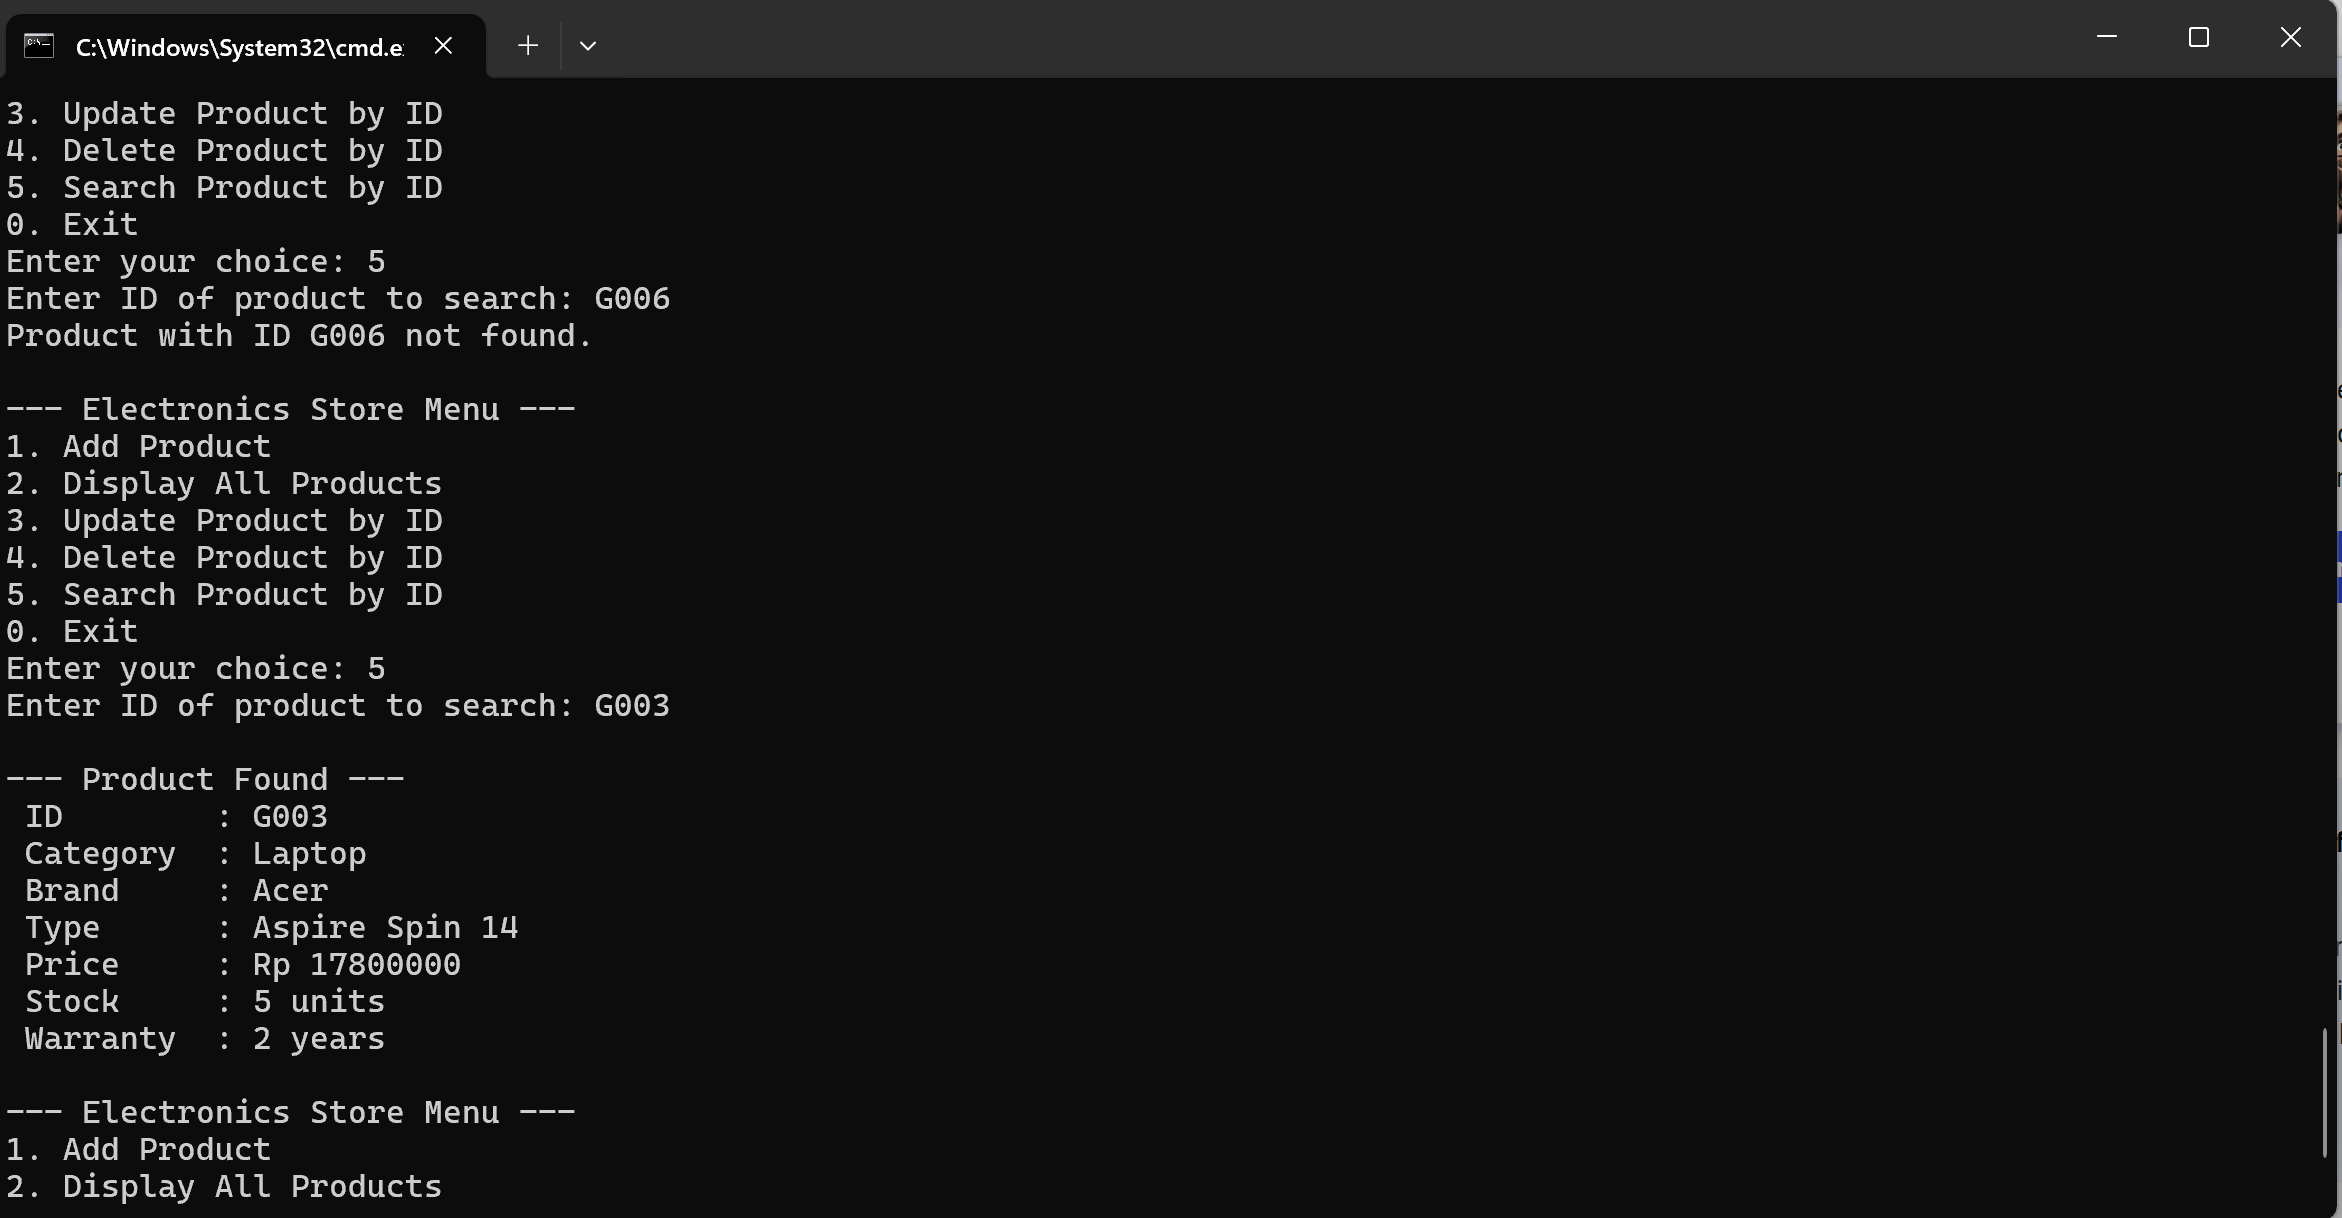 C:\Windows\System32\cmd.e
3. Update Product by ID
4. Delete Product by ID
5. Search Product by ID
0. Exit
Enter your choice: 5
Enter ID of product to search: G006
Product with ID G006 not found.
--- Electronics Store Menu ---
1. Add Product
2. Display All Products
3. Update Product by ID
4. Delete Product by ID
5. Search Product by ID
0. Exit
Enter your choice: 5
Enter ID of product to search: G003
--- Product Found ---
ID : G003
Category : Laptop
Brand : Acer
Type : Aspire Spin 14
Price : Rp 17800000
Stock : 5 units
Warranty : 2 years
--- Electronics Store Menu ---
1. Add Product
2. Display All Products